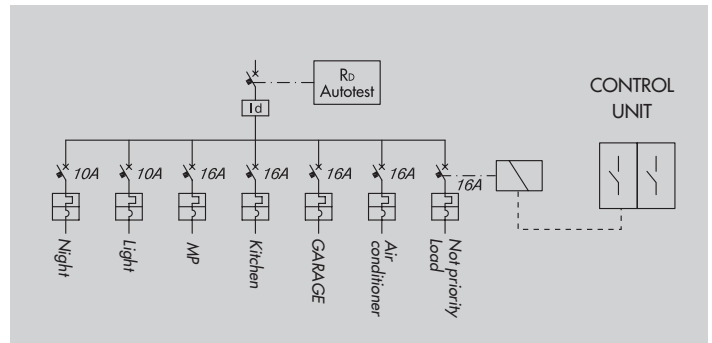 RD
Autotest
Id
CONTROL
UNIT
10A
10A
16A
16A
16A
16A
16A
Night
Light
MP
Kitchen
GARAGE
Air
conditioner
Not priority
Load